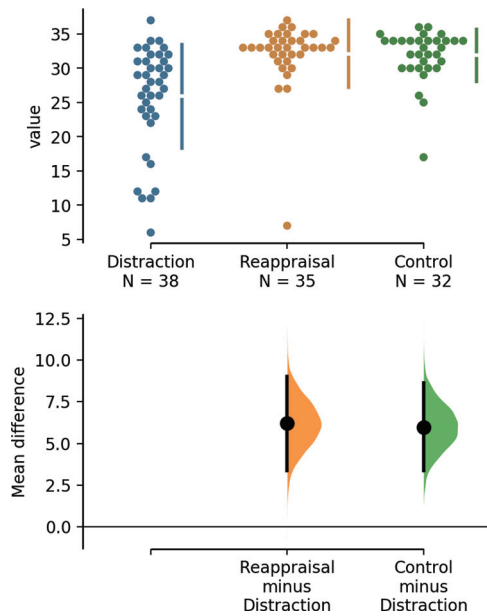 35
30
25
20
15
10
5
value
Distraction
N = 38
Reappraisal
N = 35
Control
N = 32
12.5
10.0
7.5
5.0
2.5
0.0
Mean difference
Reappraisal
minus
Distraction
Control
minus
Distraction